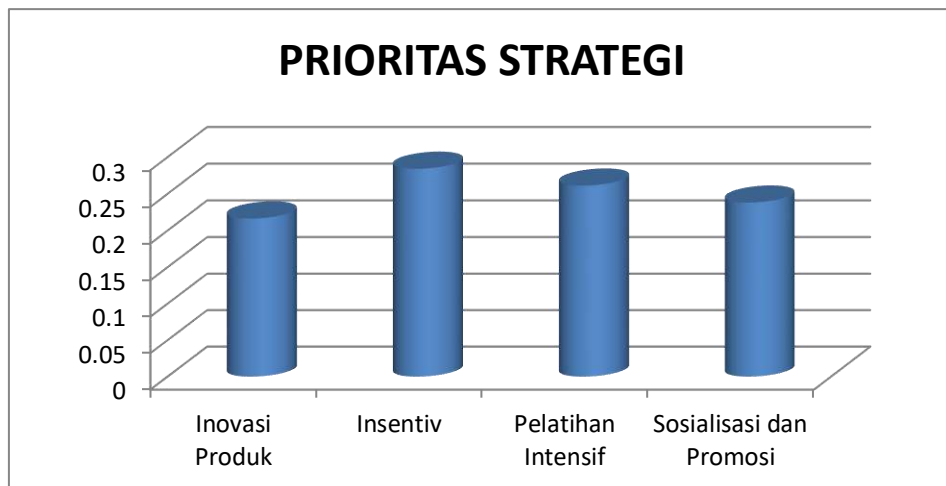 PRIORITAS STRATEGI
0.3
0.25
0.2
0.15
0.1
0.05
0
Inovasi
Produk
Insentiv
Pelatihan
Intensif
Sosialisasi dan
Promosi